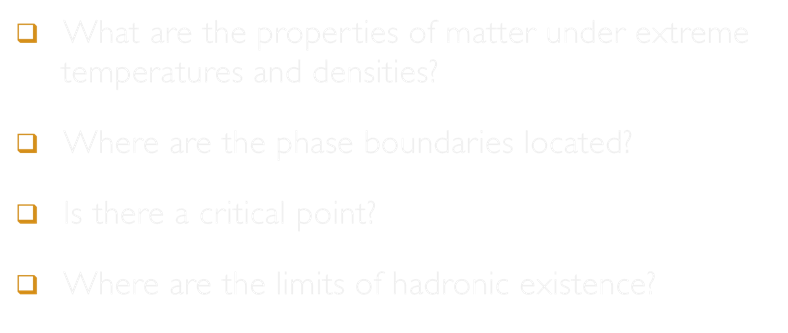 ❑ What are the properties of matter under extreme
temperatures and densities?
❑ Where are the phase boundaries located?
❑ Is there a critical point?
❑ Where are the limits of hadronic existence?